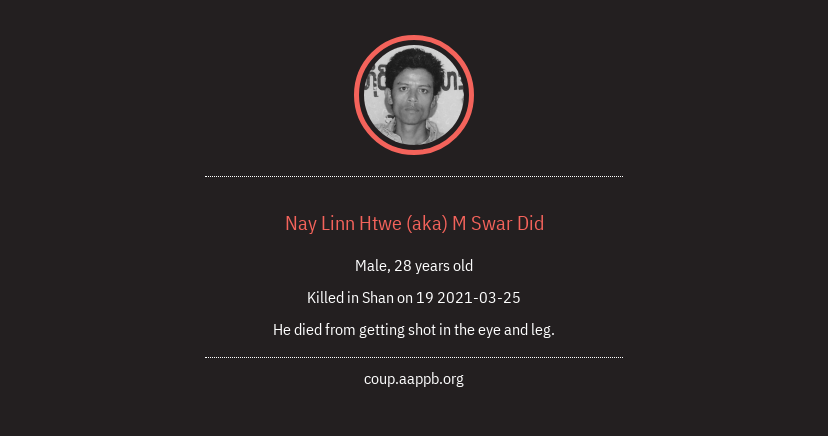 Nay Linn Htwe (aka) M Swar Did
Male, 28 years old
Killed in Shan on 19 2021-03-25
He died from getting shot in the eye and leg.
coup.aappb.org